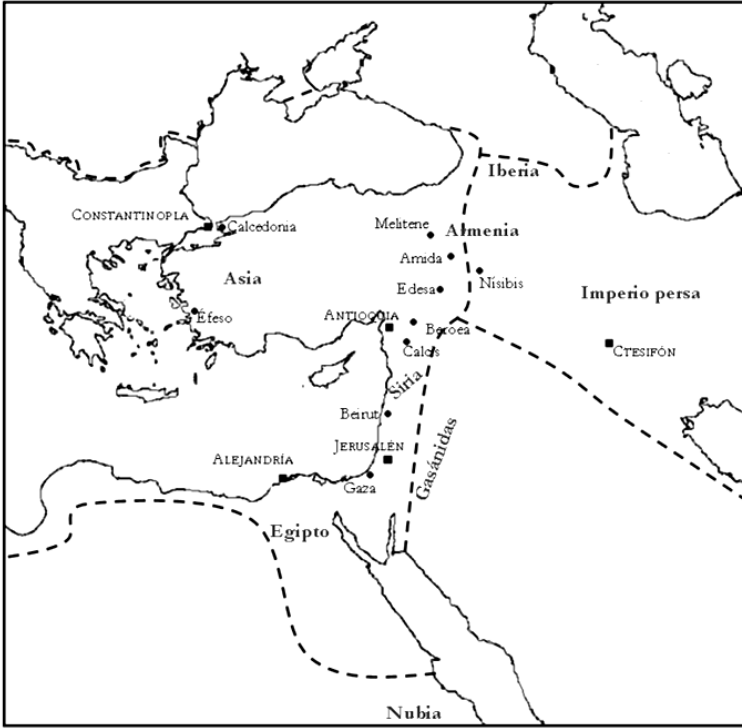 Iberia
CONSTANTINOPLA
Calcedonia
Melitene
Armenia
Amida
Asia
Nísibis
Edesa
Imperio persa
Éfeso
ANTIOQUIA
Beroea
Calcis
CTESIFÓN
Siria
Beirut
JERUSALÉN
ALEJANDRÍA
Gasánidas
Gaza
Egipto
Nubia